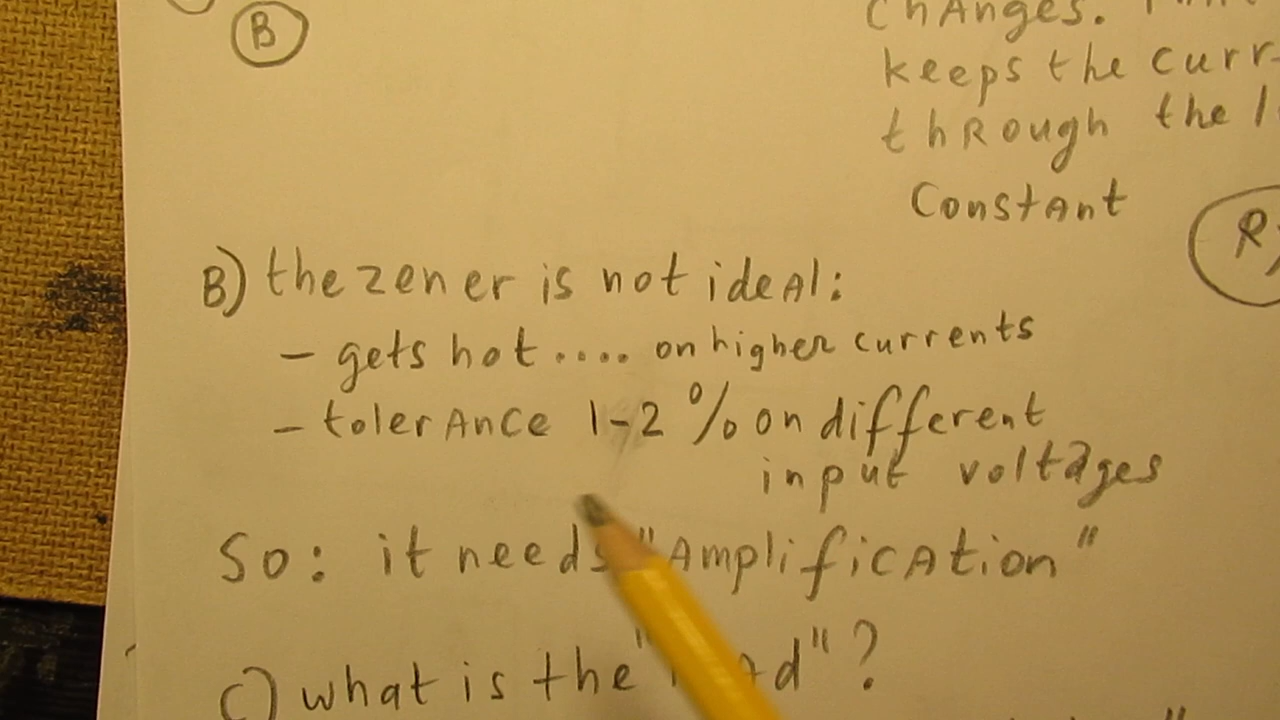 B
changes.
keeps the curr
through the
constant
R
B) the zener is not ideal:
- gets hot .... on higher currents
- tolerance 1-2 % on different
input voltages
So: it needs "Amplification"
C) what is the " " ?